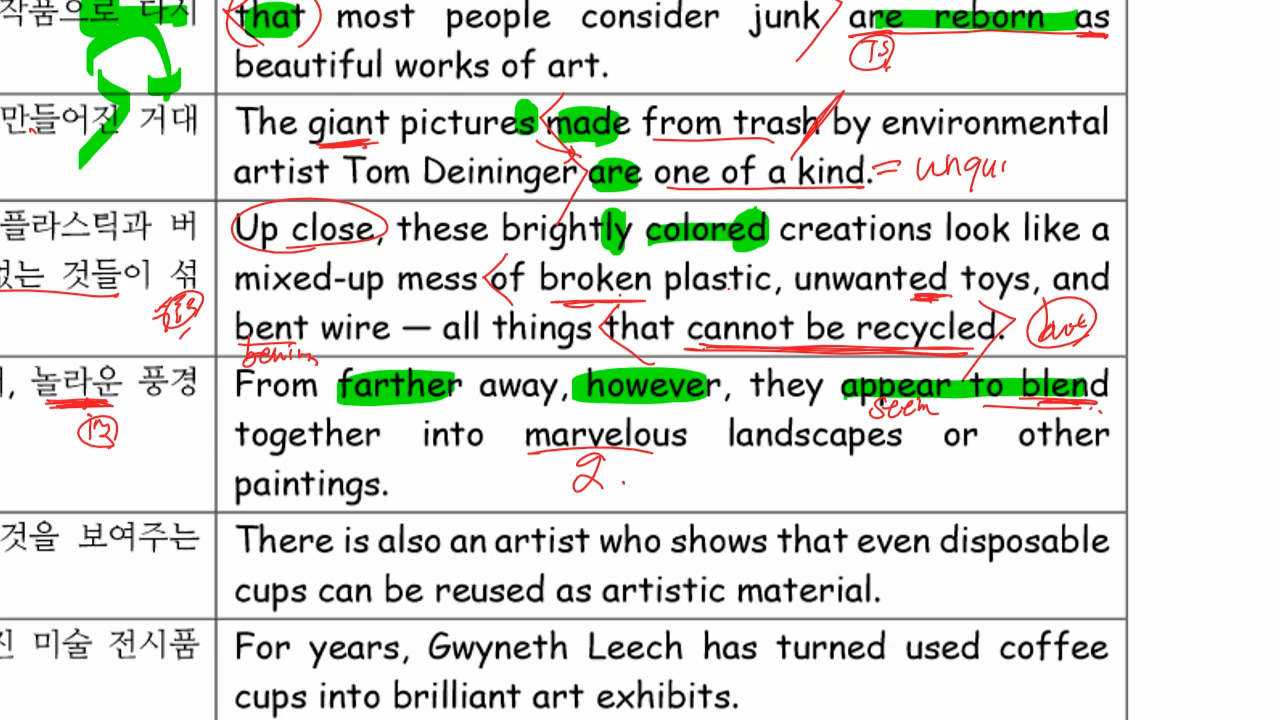 작품으로 다시
that most people consider junk are reborn as
TS
beautiful works of art.
만들어진 거대
The giant pictures made from trash by environmental
artist Tom Deininger are one of a kind. = unqui
플라스틱과 버
Up close, these brightly colored creations look like a
없는 것들이 섞
mixed-up mess of broken plastic, unwanted toys, and
bent wire — all things that cannot be recycled.
놀라운 풍경
From farther away, however, they appear to blend
seem
ing
together into marvelous landscapes or other
paintings.
것을 보여주는
There is also an artist who shows that even disposable
cups can be reused as artistic material.
진 미술 전시품
For years, Gwyneth Leech has turned used coffee
cups into brilliant art exhibits.